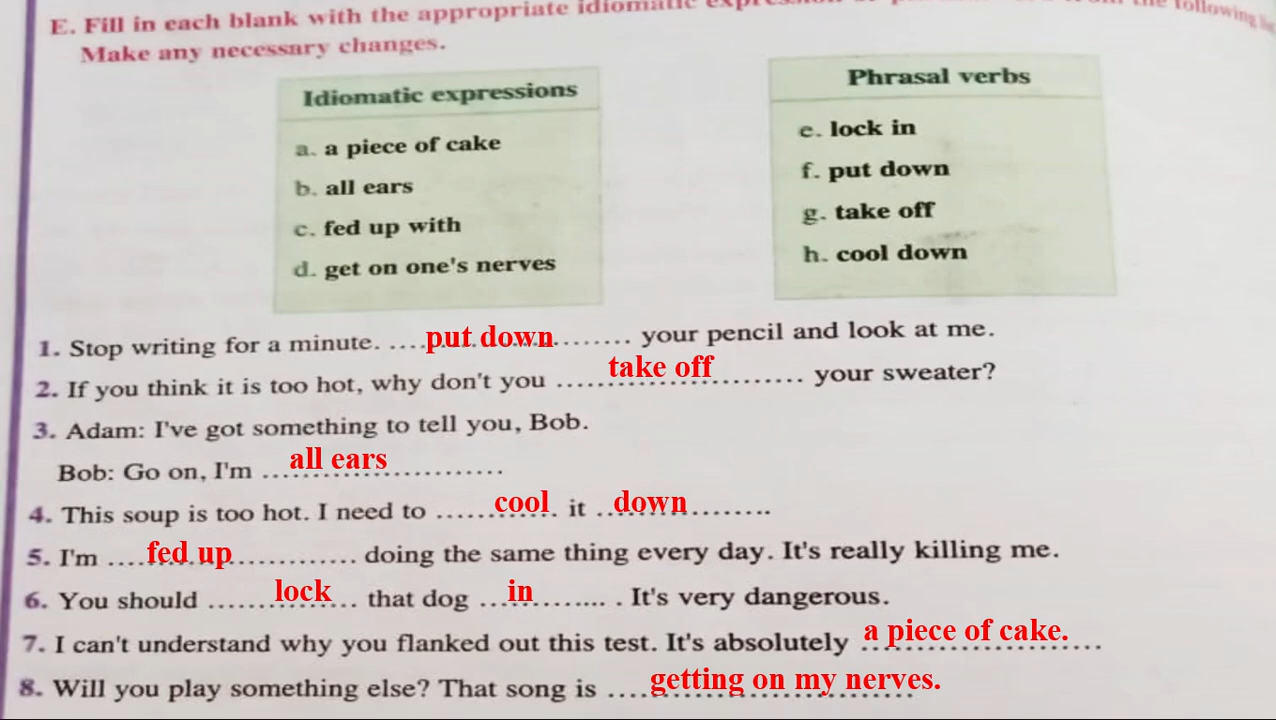 E. Fill in each blank with the appropriate idiomatic
Make any necessary changes.
Idiomatic expressions
a. a piece of cake
b. all ears
c. fed up with
d. get on one's nerves
Phrasal verbs
e. lock in
f. put down
g. take off
h. cool down
1. Stop writing for a minute. ....put down........ your pencil and look at me.
2. If you think it is too hot, why don't you ....take off........ your sweater?
3. Adam: I've got something to tell you, Bob.
Bob: Go on, I'm ...all ears.........
4. This soup is too hot. I need to ......cool. it ..down........
5. I'm ....fed up............. doing the same thing every day. It's really killing me.
6. You should .......lock... that dog ...in....... . It's very dangerous.
7. I can't understand why you flanked out this test. It's absolutely a piece of cake. ....
8. Will you play something else? That song is ....getting on my nerves.